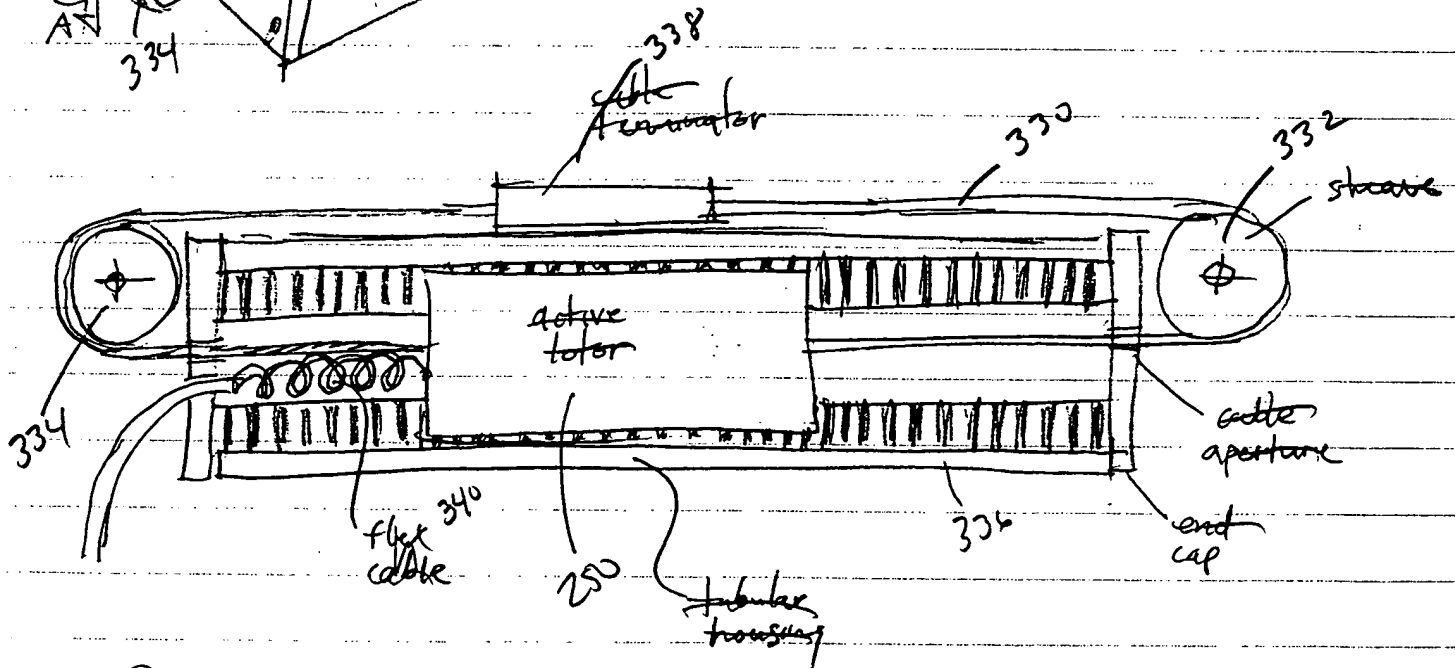 334
338
cable
terminator
330
332
sheave
active
rotor
334
cable
aperture
flex 340
cable
250
336
end
cap
tubular
housing